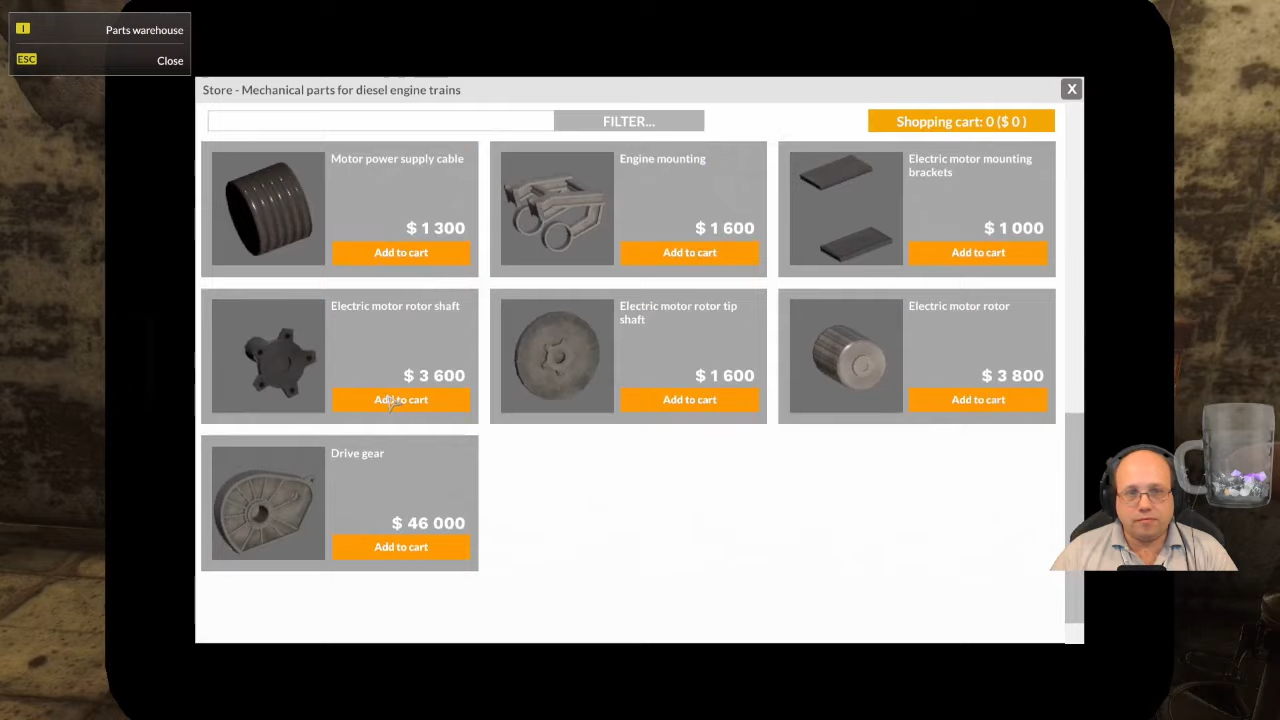 I Parts warehouse
ESC Close
Store - Mechanical parts for diesel engine trains
X
FILTER...
Shopping cart: 0 ($ 0 )
Motor power supply cable
$ 1 300
Add to cart
Engine mounting
$ 1 600
Add to cart
Electric motor mounting
brackets
$ 1 000
Add to cart
Electric motor rotor shaft
$ 3 600
Add to cart
Electric motor rotor tip
shaft
$ 1 600
Add to cart
Electric motor rotor
$ 3 800
Add to cart
Drive gear
$ 46 000
Add to cart